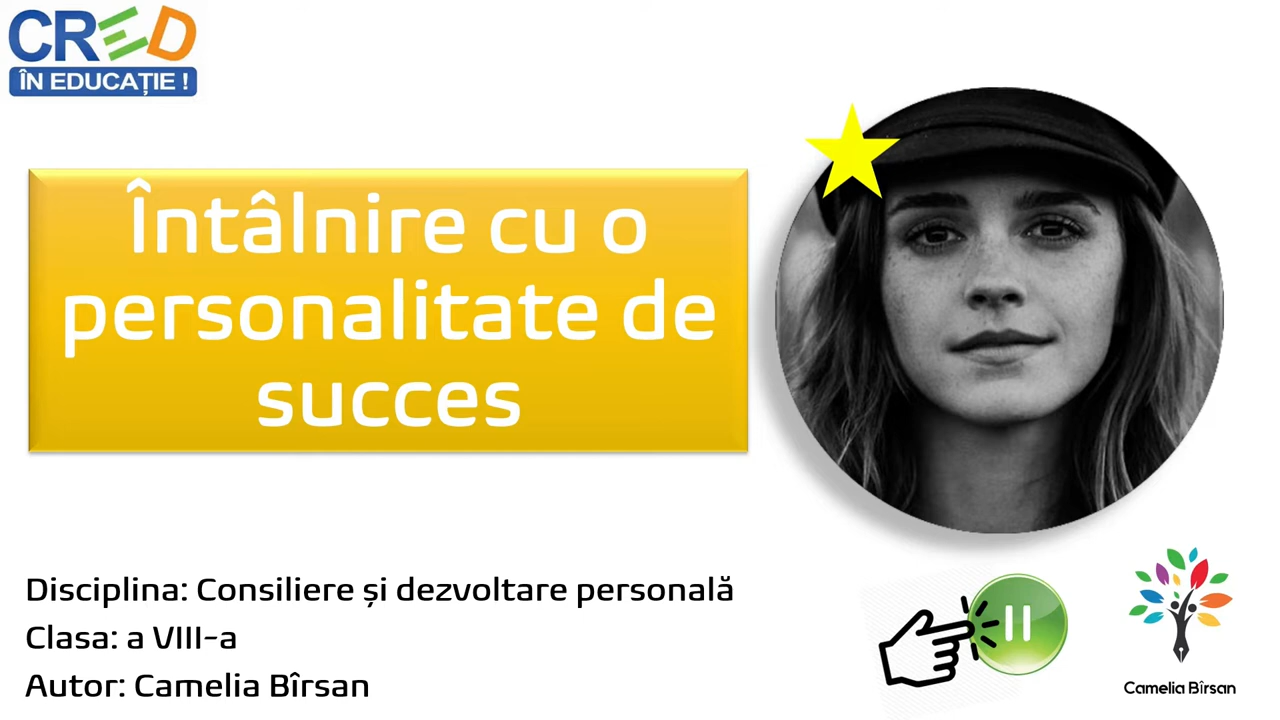 CRED
ÎN EDUCAȚIE !
Întâlnire cu o
personalitate de
succes
Disciplina: Consiliere și dezvoltare personală
Clasa: a VIII-a
Autor: Camelia Bîrsan
Camelia Bîrsan